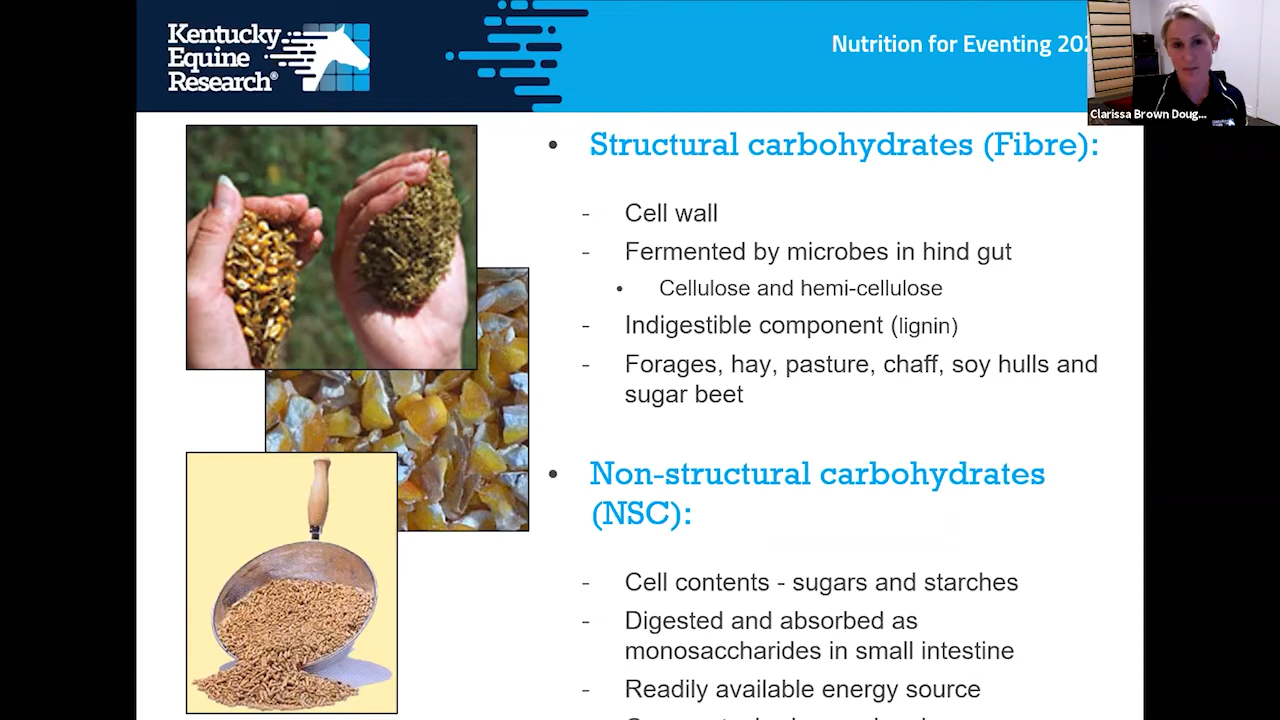 Kentucky
Equine
Research®
Nutrition for Eventing 202
Clarissa Brown Doug...
• Structural carbohydrates (Fibre):
- Cell wall
- Fermented by microbes in hind gut
• Cellulose and hemi-cellulose
- Indigestible component (lignin)
- Forages, hay, pasture, chaff, soy hulls and
sugar beet
• Non-structural carbohydrates
(NSC):
- Cell contents - sugars and starches
- Digested and absorbed as
monosaccharides in small intestine
- Readily available energy source